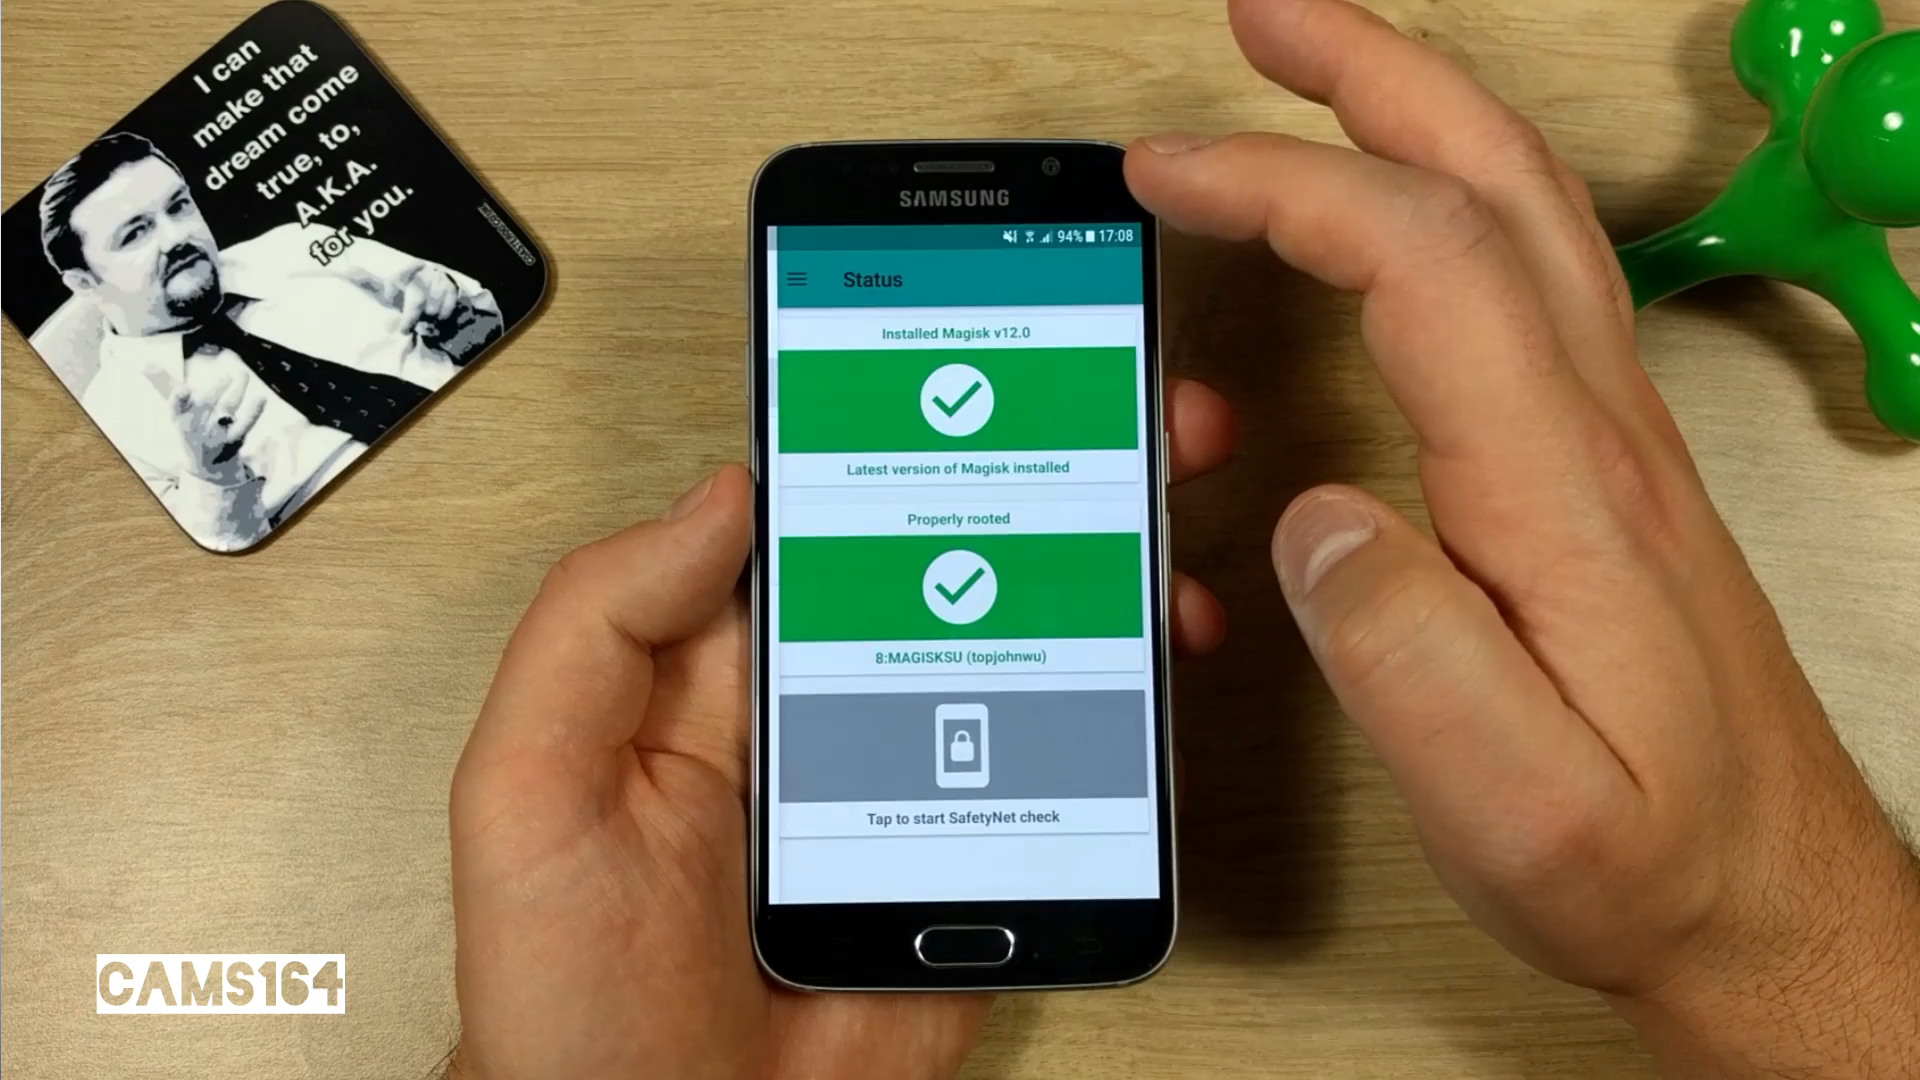 I can
make that
dream come
true, to,
A.K.A.
for you.
SAMSUNG
94% 17:08
Status
Installed Magisk v12.0
Latest version of Magisk installed
Properly rooted
8:MAGISKSU (topjohnwu)
Tap to start SafetyNet check
CAMS164